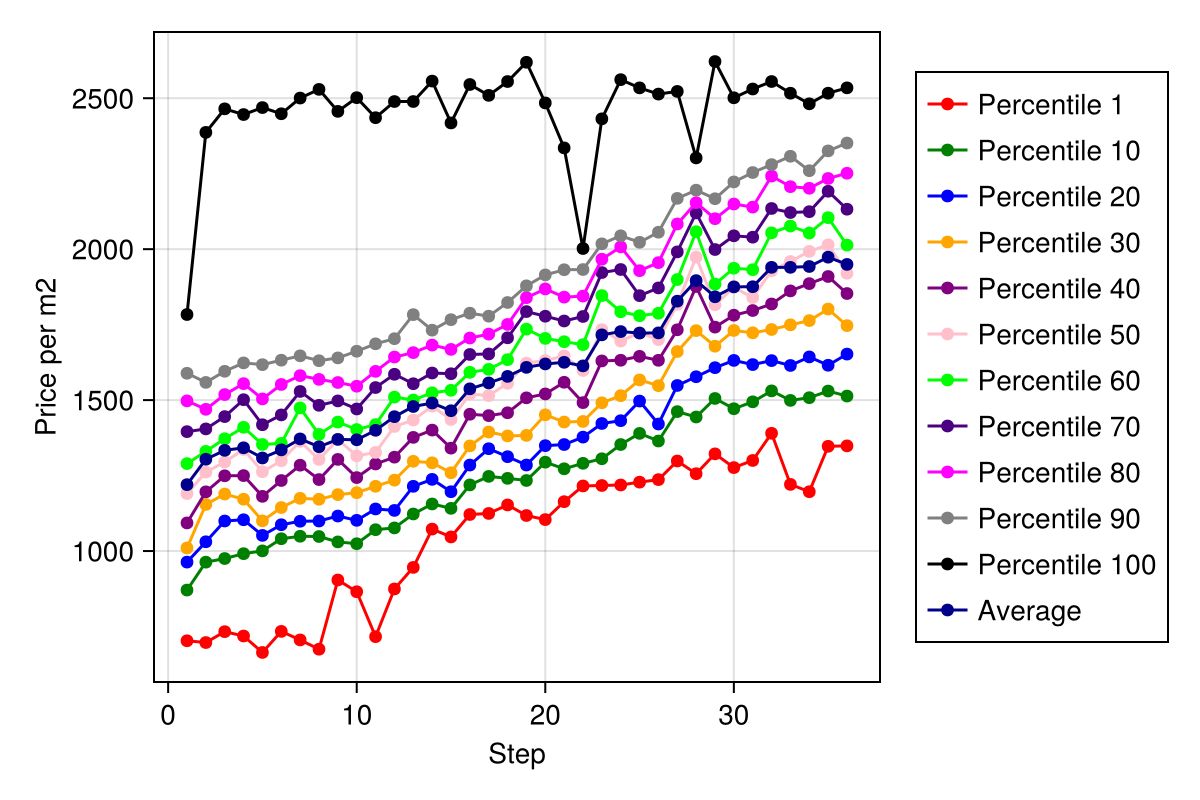 Price per m2
2500
2000
1500
1000
0
10
20
30
Step
Percentile 1
Percentile 10
Percentile 20
Percentile 30
Percentile 40
Percentile 50
Percentile 60
Percentile 70
Percentile 80
Percentile 90
Percentile 100
Average